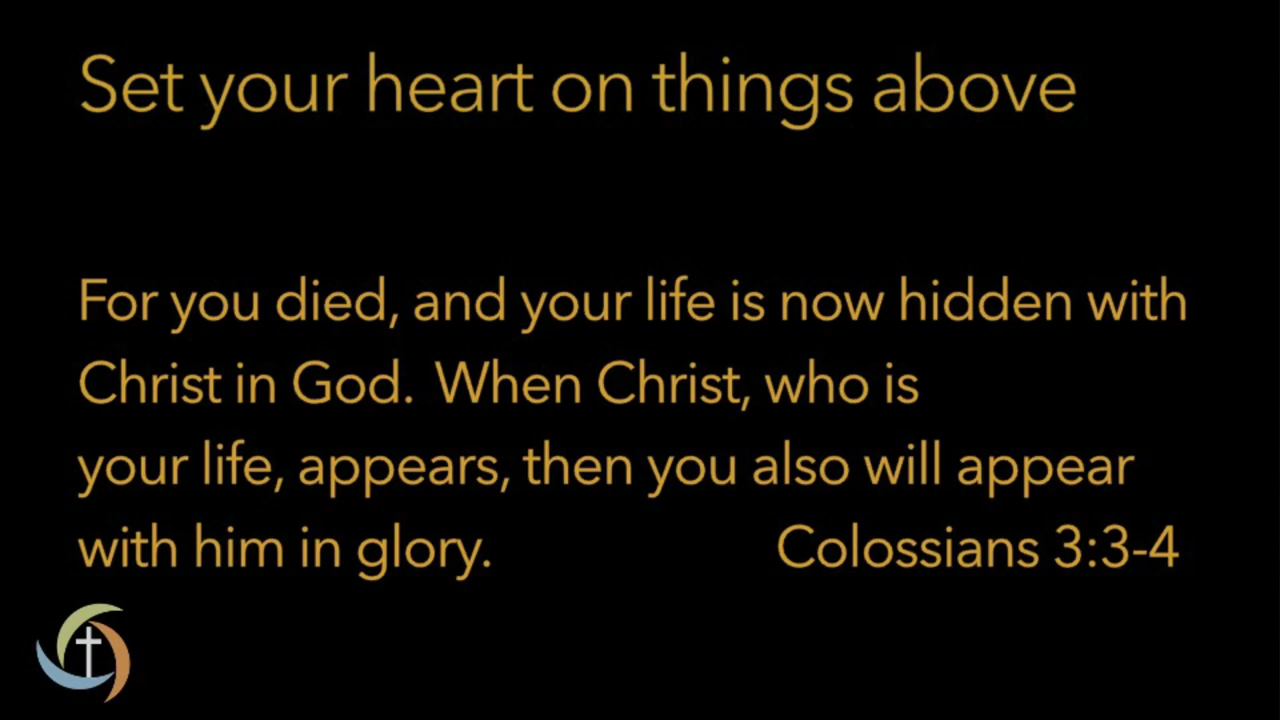 Set your heart on things above
For you died, and your life is now hidden with
Christ in God.  When Christ, who is
your life, appears, then you also will appear
with him in glory. Colossians 3:3-4